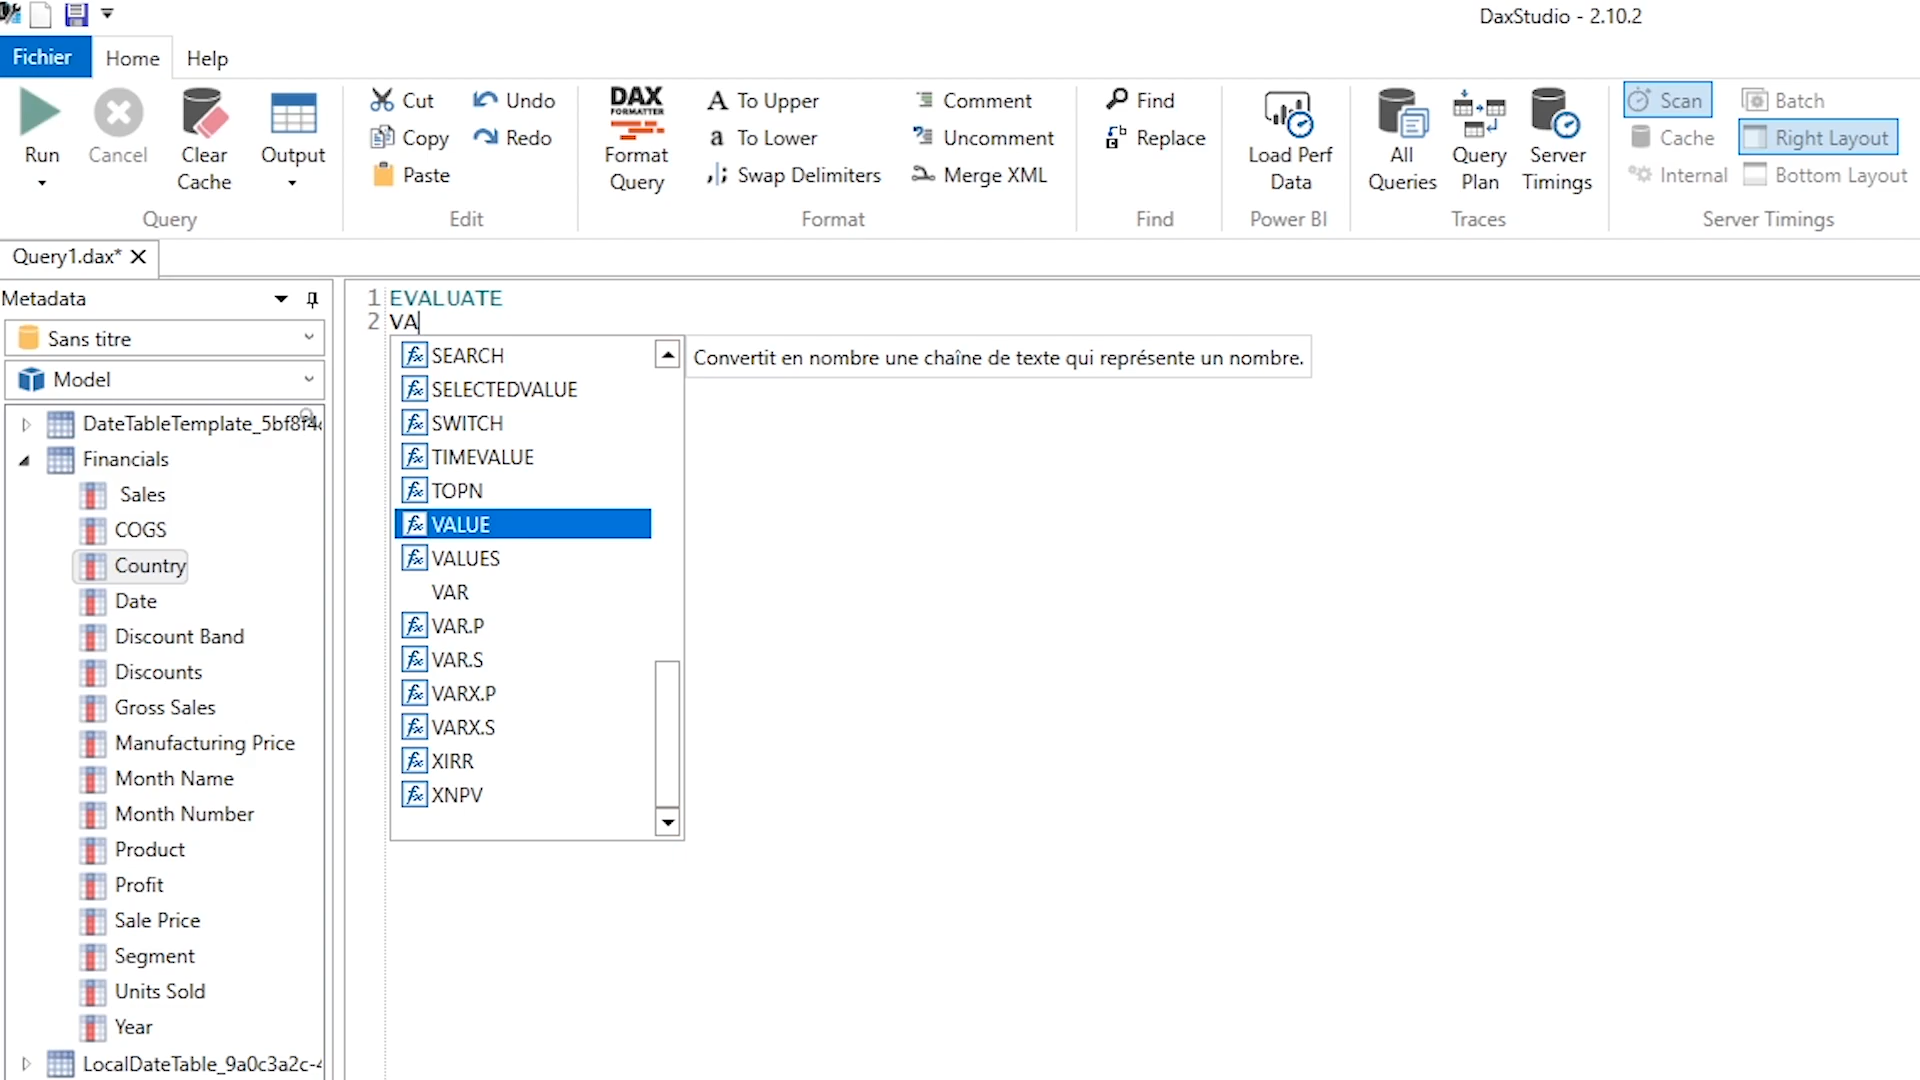 DaxStudio - 2.10.2
Fichier Home Help
Run
Cancel
Clear Cache
Output
Query
Cut
Copy
Paste
Undo
Redo
Edit
DAX
FORMATTER
Format Query
To Upper
To Lower
Swap Delimiters
Comment
Uncomment
Merge XML
Format
Find
Replace
Find
Load Perf Data
Power BI
All Queries
Query Plan
Server Timings
Traces
Scan
Cache
Internal
Batch
Right Layout
Bottom Layout
Server Timings
Query1.dax*
Metadata
Sans titre
Model
DateTableTemplate_5bf8f4
Financials
Sales
COGS
Country
Date
Discount Band
Discounts
Gross Sales
Manufacturing Price
Month Name
Month Number
Product
Profit
Sale Price
Segment
Units Sold
Year
LocalDateTable_9a0c3a2c-4
1 EVALUATE
2 VA
SEARCH
SELECTEDVALUE
SWITCH
TIMEVALUE
TOPN
VALUE
VALUES
VAR
VAR.P
VAR.S
VARX.P
VARX.S
XIRR
XNPV
Convertit en nombre une chaîne de texte qui représente un nombre.